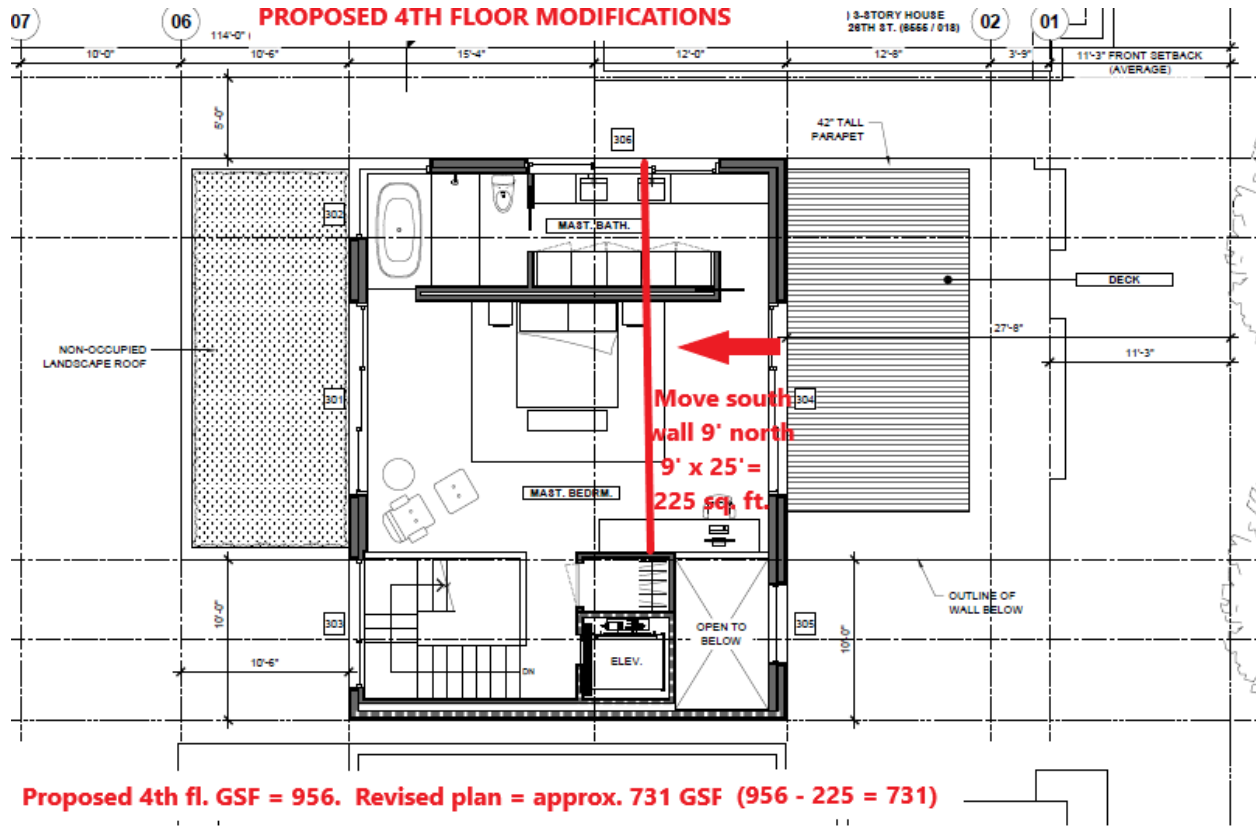 PROPOSED 4TH FLOOR MODIFICATIONS
) 3-STORY HOUSE
26TH ST. (6555 / 018)
07
06
02
01
114'-0" (
10'-0"
10'-6"
15'-4"
12'-0"
12'-8"
3'-9"
11'-3" FRONT SETBACK
(AVERAGE)
5'-0"
306
42" TALL
PARAPET
302
MAST. BATH.
DECK
27'-8"
NON-OCCUPIED
LANDSCAPE ROOF
11'-3"
301
304
Move south
wall 9' north
9' x 25'=
225 sq. ft.
MAST. BEDRM.
OUTLINE OF
WALL BELOW
303
305
10'-0"
10'-0"
OPEN TO
BELOW
ELEV.
10'-6"
DN
Proposed 4th fl. GSF = 956. Revised plan = approx. 731 GSF (956 - 225 = 731)